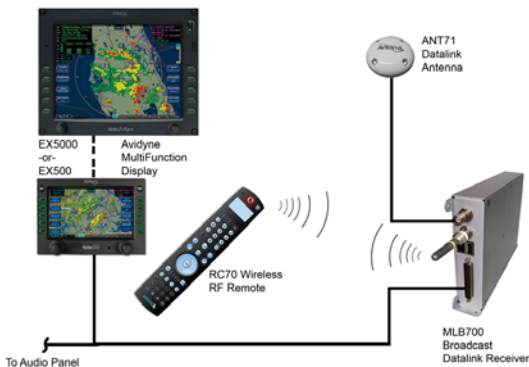 ANT71
Datalink
Antenna
EX5000
-or-
EX500
Avidyne
MultiFunction
Display
RC70 Wireless
RF Remote
MLB700
Broadcast
Datalink Receiver
To Audio Panel